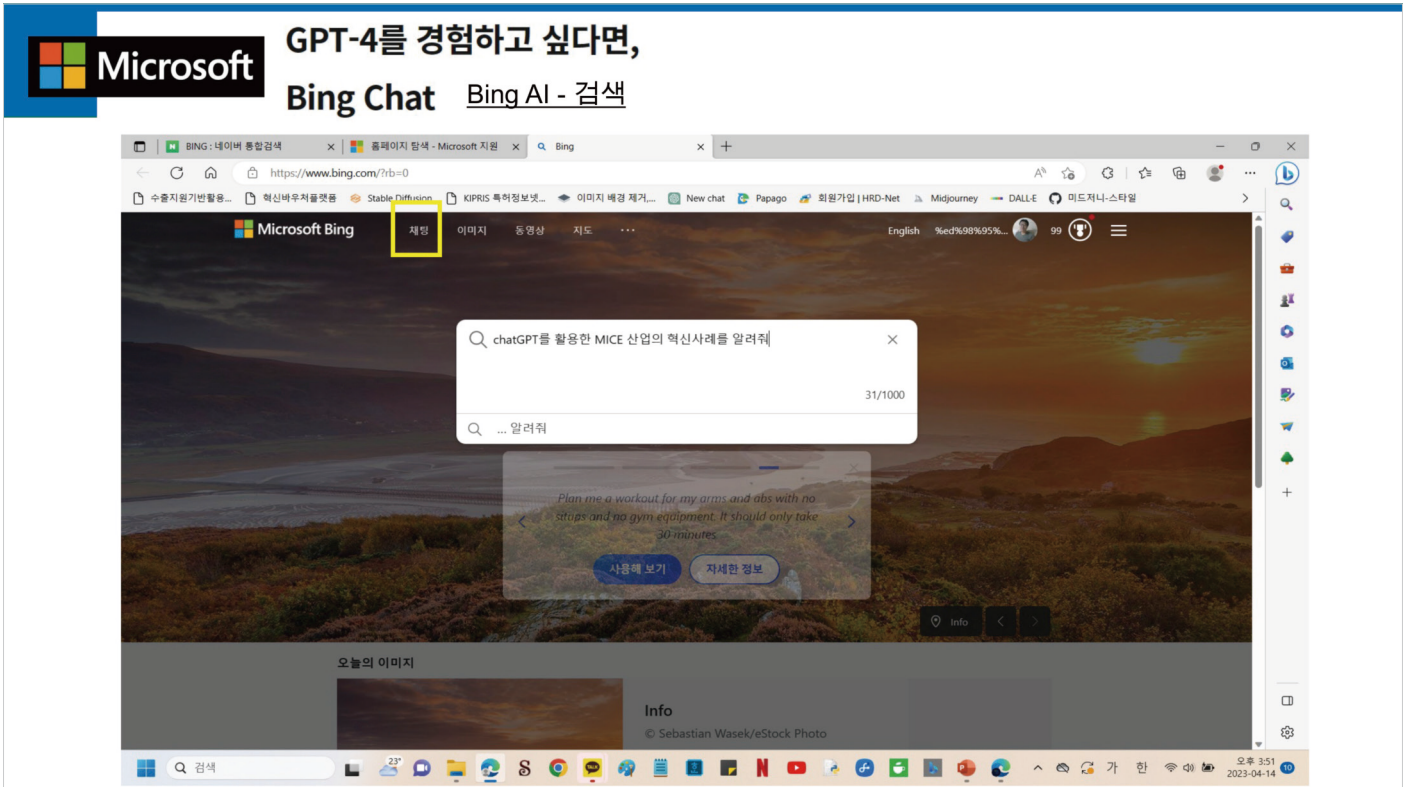 Microsoft
GPT-4를 경험하고 싶다면,
Bing Chat Bing AI - 검색
BING : 네이버 통합검색
홈페이지 탐색 - Microsoft 지원
Bing
https://www.bing.com/?rb=0
수출지원기반활용...
혁신바우처플랫폼
Stable Diffusion
KIPRIS 특허정보넷...
이미지 배경 제거,...
New chat
Papago
회원가입 | HRD-Net
Midjourney
DALL·E
미드저니-스타일
Microsoft Bing
채팅
이미지
동영상
지도
English
%ed%98%95%...
99
chatGPT를 활용한 MICE 산업의 혁신사례를 알려줘
31/1000
... 알려줘
Plan me a workout for my arms and abs with no
situps and no gym equipment. It should only take
30 minutes
사용해 보기
자세한 정보
Info
오늘의 이미지
Info
© Sebastian Wasek/eStock Photo
검색
23°
가
한
오후 3:51
2023-04-14
10